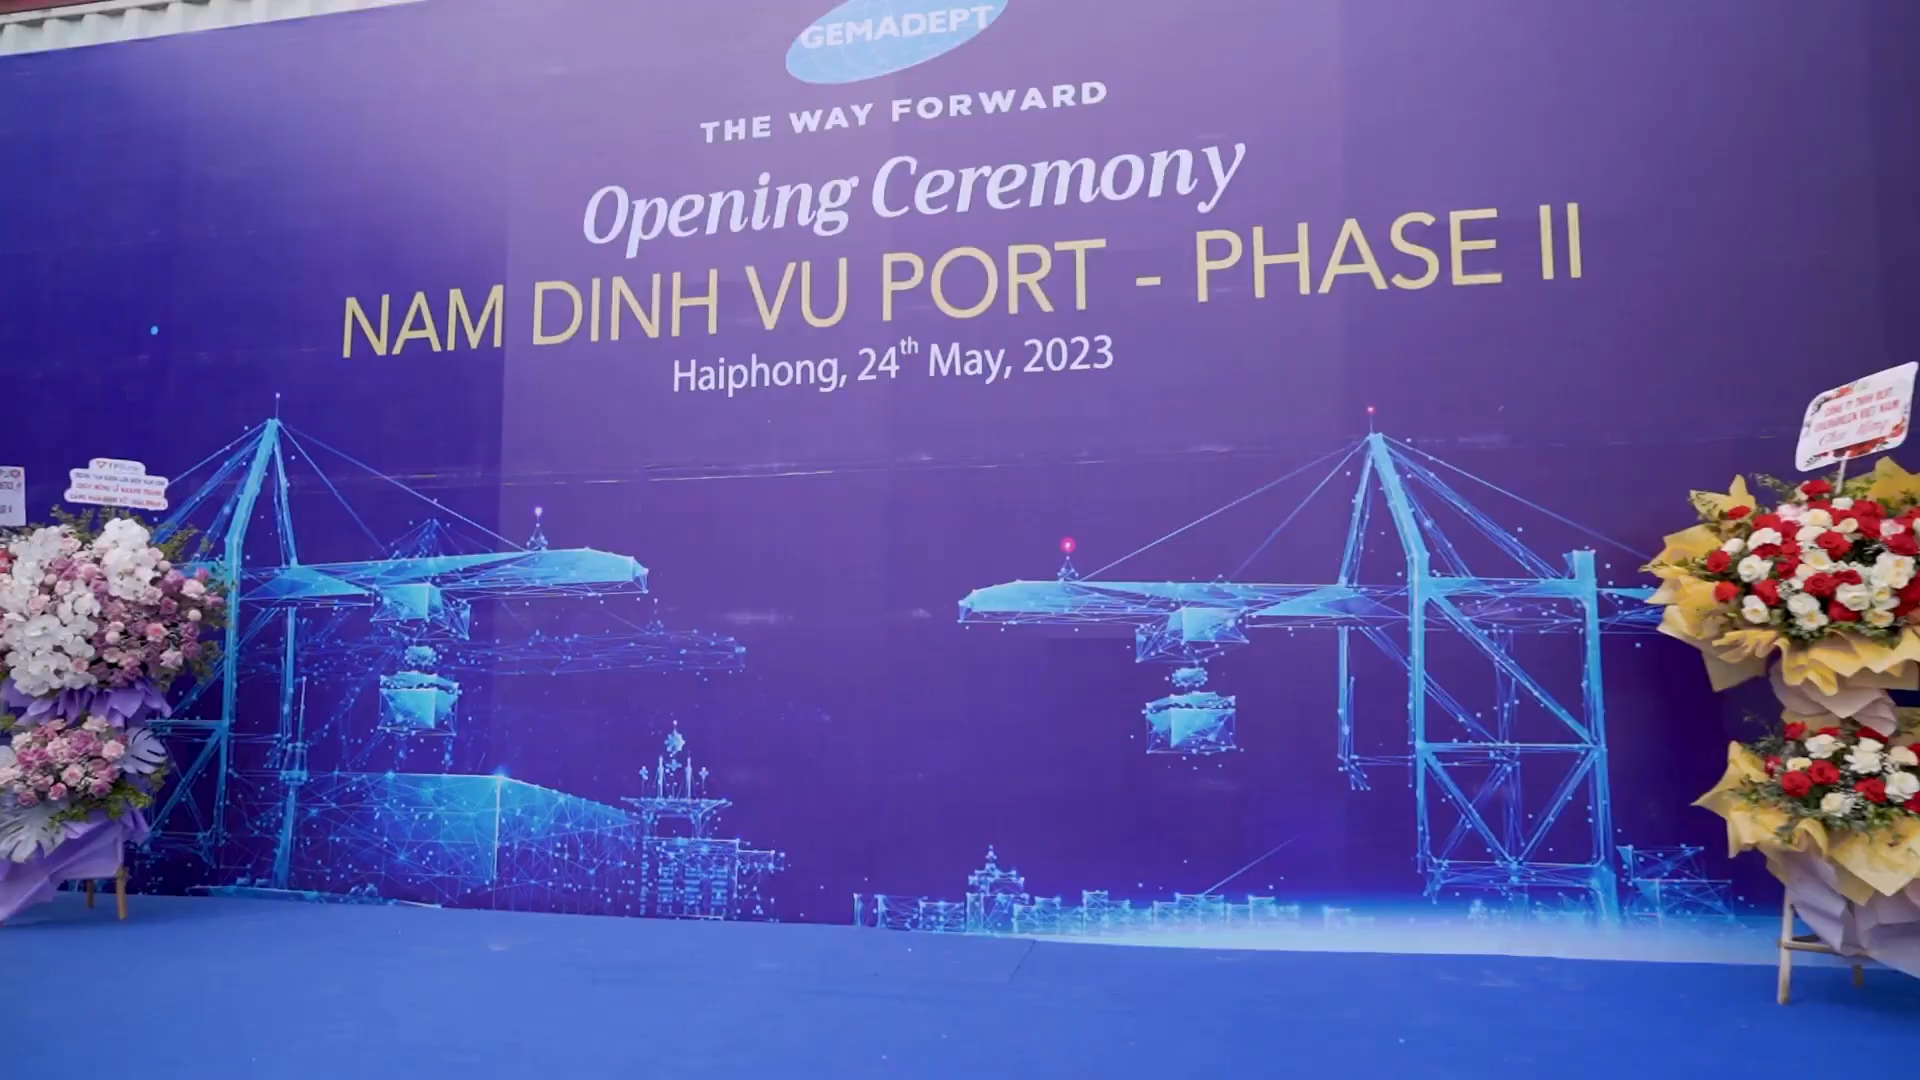 GEMADEPT
THE WAY FORWARD
Opening Ceremony
NAM DINH VU PORT - PHASE II
Haiphong, 24th May, 2023